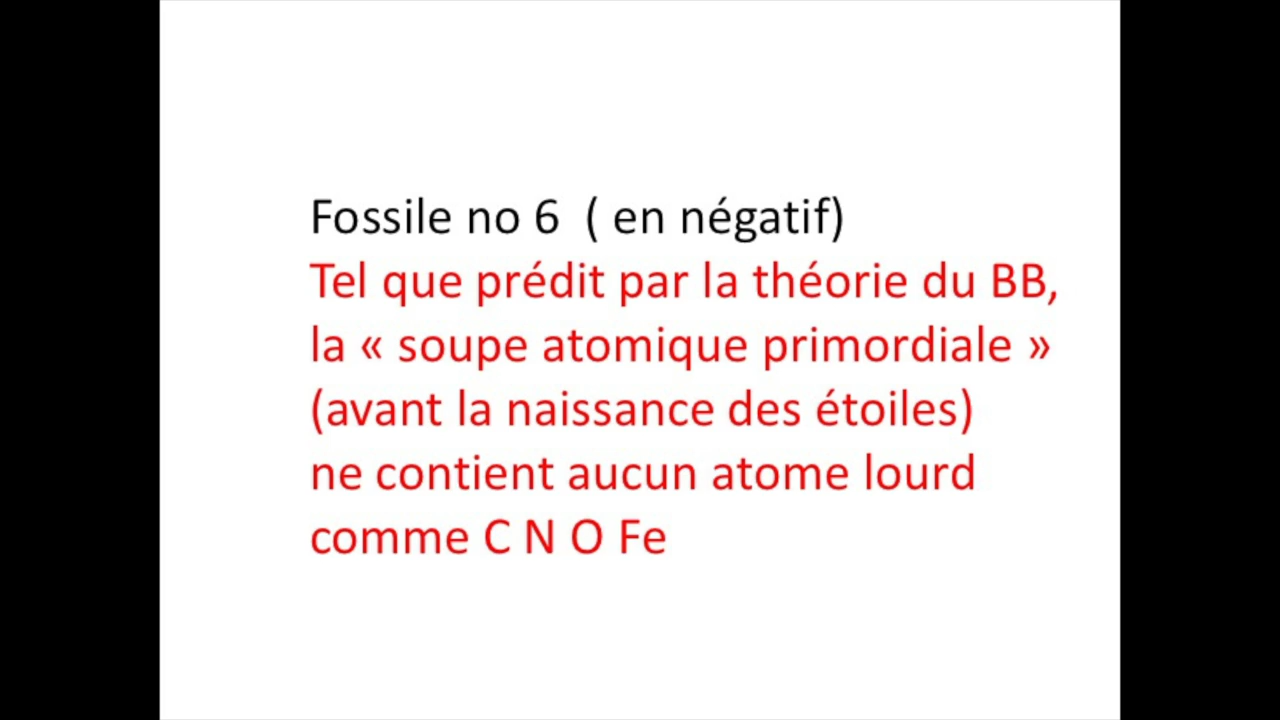 Fossile no 6  ( en négatif)
Tel que prédit par la théorie du BB,
la « soupe atomique primordiale »
(avant la naissance des étoiles)
ne contient aucun atome lourd
comme C N O Fe